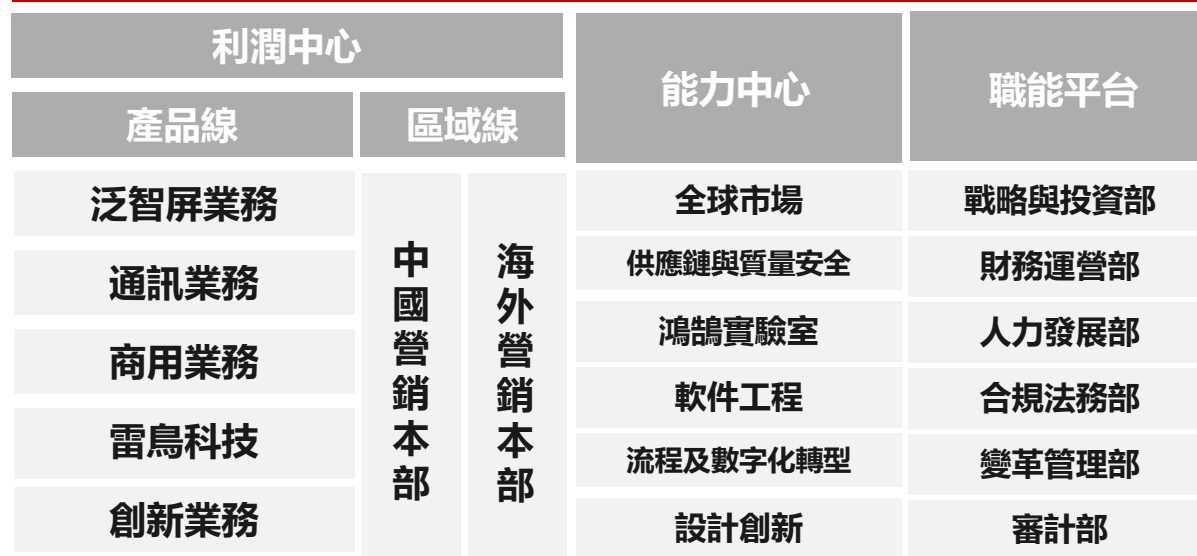 利潤中心
產品線
區域線
能力中心
職能平台
泛智屏業務
通訊業務
商用業務
雷鳥科技
創新業務
中國營銷本部
海外營銷本部
全球市場
供應鏈與質量安全
鴻鵠實驗室
軟件工程
流程及數字化轉型
設計創新
戰略與投資部
財務運營部
人力發展部
合規法務部
變革管理部
審計部